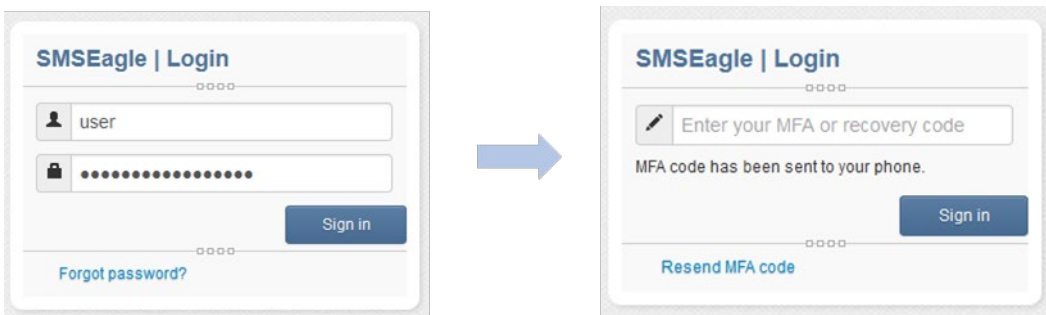 SMSEagle | Login
user
•••••••••••••••••
Sign in
Forgot password?
SMSEagle | Login
Enter your MFA or recovery code
MFA code has been sent to your phone.
Sign in
Resend MFA code